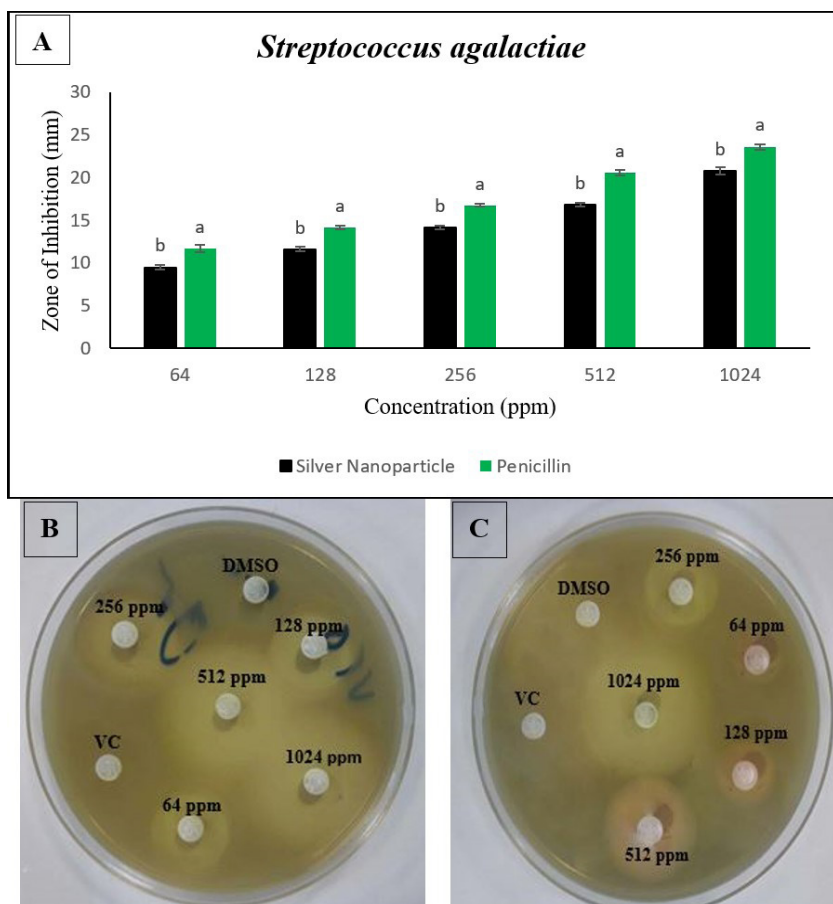 A
Streptococcus agalactiae
Zone of Inhibition (mm)
30
25
20
15
10
5
0
b
a
b
a
b
a
b
a
b
a
64
128
256
512
1024
Concentration (ppm)
Silver Nanoparticle
Penicillin
B
DMSO
256 ppm
128 ppm
512 ppm
VC
1024 ppm
64 ppm
C
256 ppm
DMSO
64 ppm
1024 ppm
VC
128 ppm
512 ppm